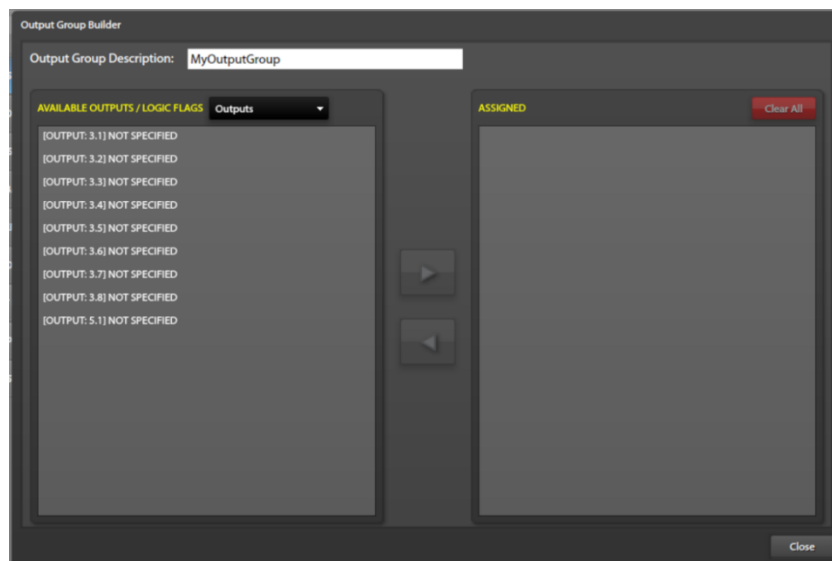 Output Group Builder
Output Group Description: MyOutputGroup
AVAILABLE OUTPUTS / LOGIC FLAGS Outputs
[OUTPUT: 3.1] NOT SPECIFIED
[OUTPUT: 3.2] NOT SPECIFIED
[OUTPUT: 3.3] NOT SPECIFIED
[OUTPUT: 3.4] NOT SPECIFIED
[OUTPUT: 3.5] NOT SPECIFIED
[OUTPUT: 3.6] NOT SPECIFIED
[OUTPUT: 3.7] NOT SPECIFIED
[OUTPUT: 3.8] NOT SPECIFIED
[OUTPUT: 5.1] NOT SPECIFIED
ASSIGNED Clear All
Close